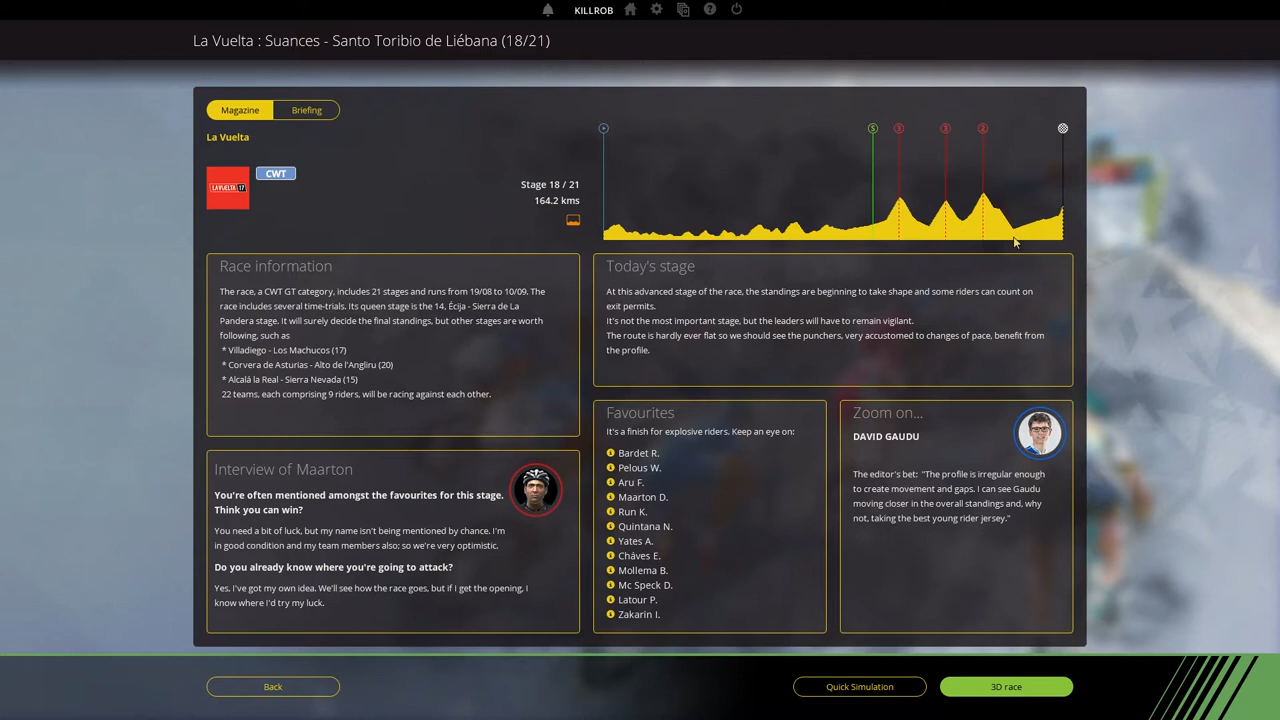 KILLROB
La Vuelta : Suances - Santo Toribio de Liébana (18/21)
Magazine
Briefing
La Vuelta
LA VUELTA 17
CWT
Stage 18 / 21
164.2 kms
S
3
3
2
Race information
The race, a CWT GT category, includes 21 stages and runs from 19/08 to 10/09. The
race includes several time-trials. Its queen stage is the 14, Écija - Sierra de La
Pandera stage. It will surely decide the final standings, but other stages are worth
following, such as
* Villadiego - Los Machucos (17)
* Corvera de Asturias - Alto de l'Angliru (20)
* Alcalá la Real - Sierra Nevada (15)
22 teams, each comprising 9 riders, will be racing against each other.
Today's stage
At this advanced stage of the race, the standings are beginning to take shape and some riders can count on
exit permits.
It's not the most important stage, but the leaders will have to remain vigilant.
The route is hardly ever flat so we should see the punchers, very accustomed to changes of pace, benefit from
the profile.
Interview of Maarton
You're often mentioned amongst the favourites for this stage.
Think you can win?
You need a bit of luck, but my name isn't being mentioned by chance. I'm
in good condition and my team members also; so we're very optimistic.
Do you already know where you're going to attack?
Yes, I've got my own idea. We'll see how the race goes, but if I get the opening, I
know where I'd try my luck.
Favourites
It's a finish for explosive riders. Keep an eye on:
Bardet R.
Pelous W.
Aru F.
Maarton D.
Run K.
Quintana N.
Yates A.
Cháves E.
Mollema B.
Mc Speck D.
Latour P.
Zakarin I.
Zoom on...
DAVID GAUDU
The editor's bet:  "The profile is irregular enough
to create movement and gaps. I can see Gaudu
moving closer in the overall standings and, why
not, taking the best young rider jersey."
Back
Quick Simulation
3D race